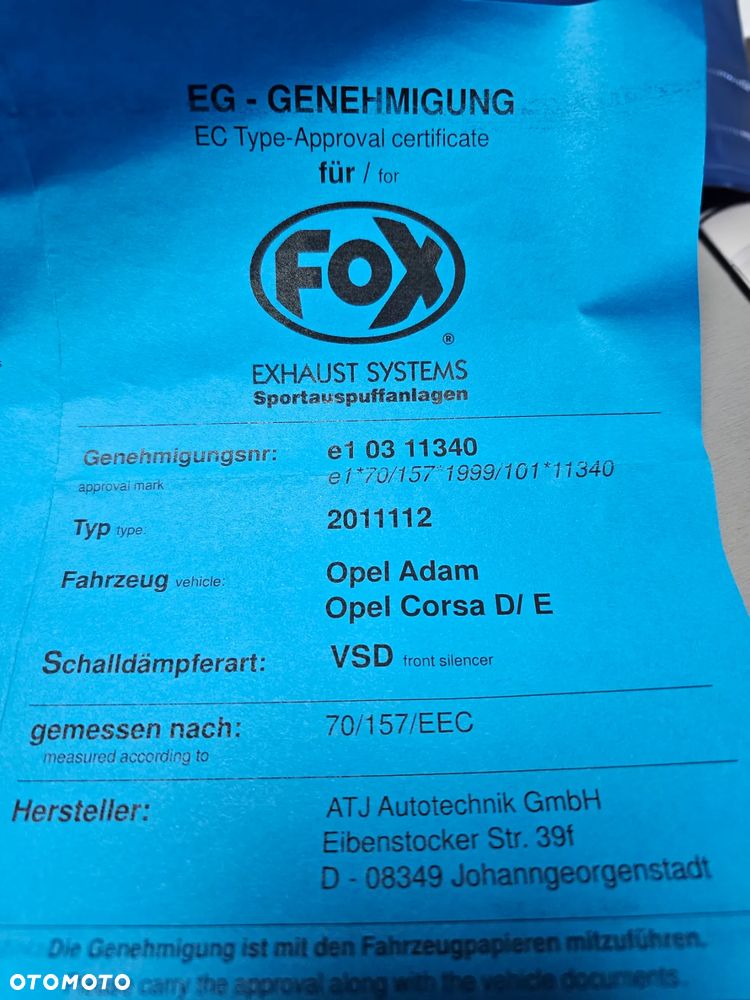 EG - GENEHMIGUNG
EC Type-Approval certificate
für / for
FOX
®
EXHAUST SYSTEMS
Sportauspuffanlagen
Genehmigungsnr: e1 03 11340
approval mark e1*70/157*1999/101*11340
Typ type: 2011112
Fahrzeug vehicle: Opel Adam
Opel Corsa D/ E
Schalldämpferart: VSD front silencer
gemessen nach: 70/157/EEC
measured according to
Hersteller: ATJ Autotechnik GmbH
Eibenstocker Str. 39f
D - 08349 Johanngeorgenstadt
Die Genehmigung ist mit den Fahrzeugpapieren mitzuführen.
Please carry the approval along with the vehicle documents.
OTOMOTO